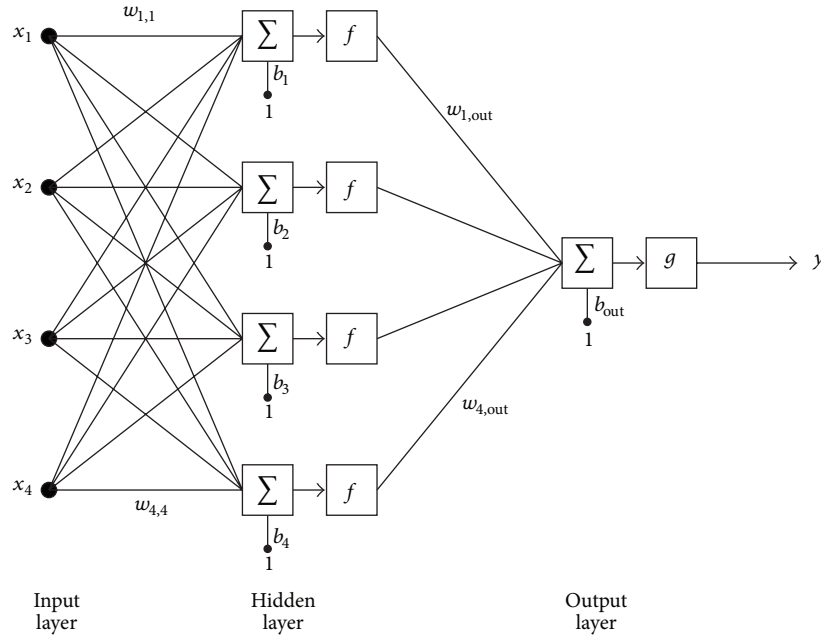 w1,1
x1
∑
f
b1
1
w1,out
x2
∑
f
b2
1
∑
g
y
bout
1
x3
∑
f
b3
1
w4,out
x4
∑
f
w4,4
b4
1
Input
layer
Hidden
layer
Output
layer